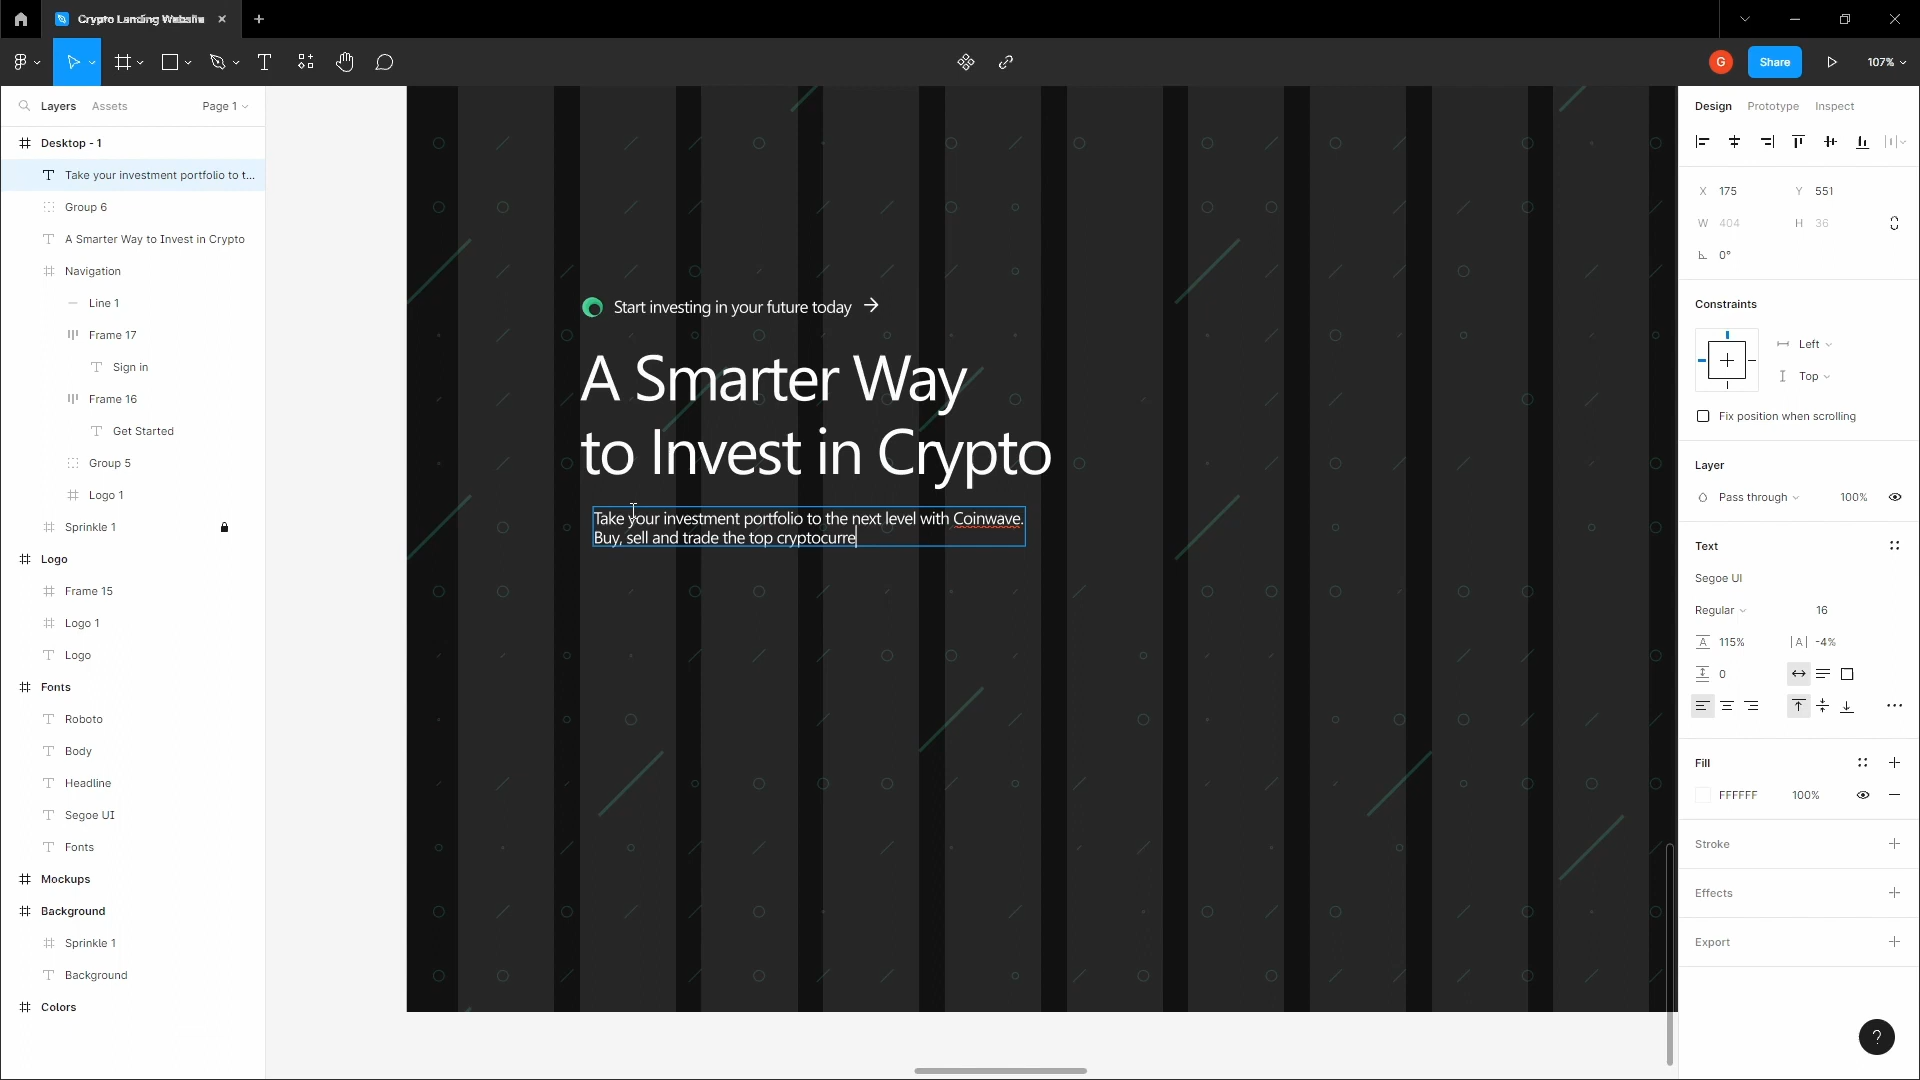 Layers
Assets
Page 1
Desktop - 1
Take your investment portfolio to t...
Group 6
A Smarter Way to Invest in Crypto
Navigation
Line 1
Frame 17
Sign in
Frame 16
Get Started
Group 5
Logo 1
Sprinkle 1
Logo
Frame 15
Logo 1
Logo
Fonts
Roboto
Body
Headline
Segoe UI
Fonts
Mockups
Background
Sprinkle 1
Background
Colors
Start investing in your future today
A Smarter Way
to Invest in Crypto
Take your investment portfolio to the next level with Coinwave.
Buy, sell and trade the top cryptocurre
G
Share
107%
Design
Prototype
Inspect
X 175
Y 551
W 404
H 36
0°
Constraints
Left
Top
Fix position when scrolling
Layer
Pass through
100%
Text
Segoe UI
Regular
16
115%
-4%
0
Fill
FFFFFF
100%
Stroke
Effects
Export
?